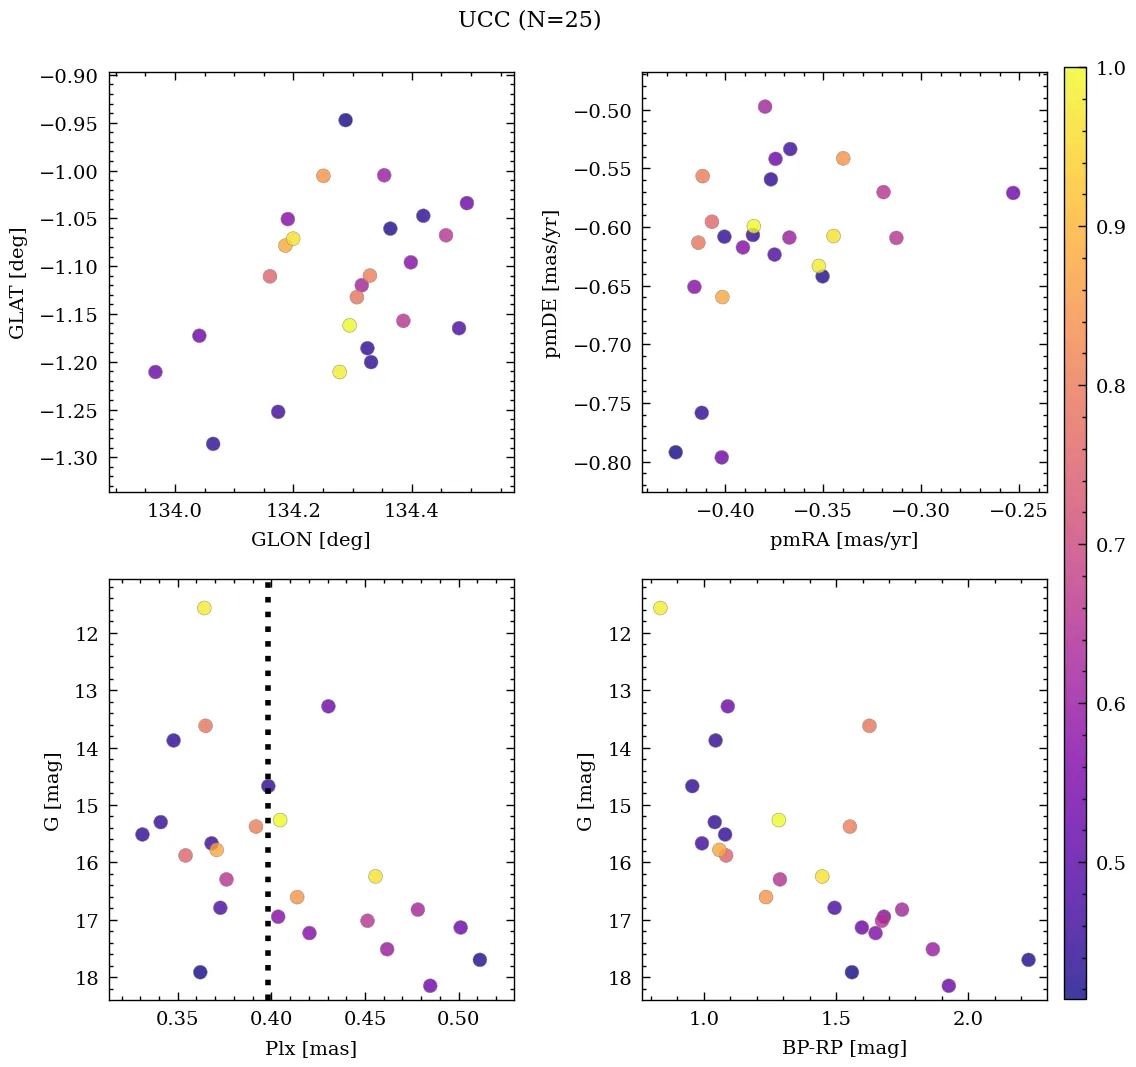 UCC (N=25)
−0.90
−0.95
−1.00
−1.05
−1.10
−1.15
−1.20
−1.25
−1.30
GLAT [deg]
134.0 134.2 134.4
GLON [deg]
−0.50
−0.55
−0.60
−0.65
−0.70
−0.75
−0.80
pmDE [mas/yr]
−0.40 −0.35 −0.30 −0.25
pmRA [mas/yr]
12
13
14
15
16
17
18
G [mag]
0.35 0.40 0.45 0.50
Plx [mas]
12
13
14
15
16
17
18
G [mag]
1.0 1.5 2.0
BP-RP [mag]
1.0
0.9
0.8
0.7
0.6
0.5